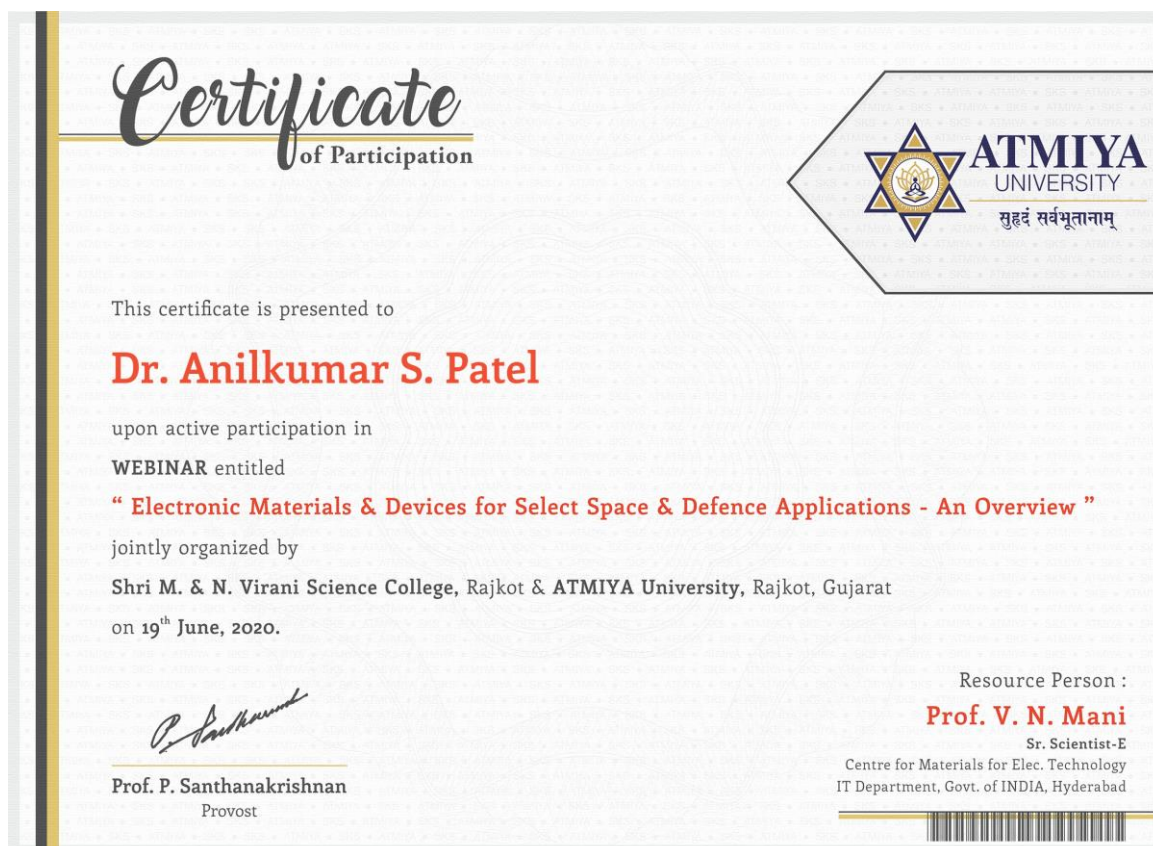 Certificate
of Participation
ATMIYA
UNIVERSITY
सुहृदं सर्वभूतानाम्
This certificate is presented to
Dr. Anilkumar S. Patel
upon active participation in
WEBINAR entitled
“ Electronic Materials & Devices for Select Space & Defence Applications - An Overview ”
jointly organized by
Shri M. & N. Virani Science College, Rajkot & ATMIYA University, Rajkot, Gujarat
on 19th June, 2020.
P. Santhanakrishnan
Prof. P. Santhanakrishnan
Provost
Resource Person :
Prof. V. N. Mani
Sr. Scientist-E
Centre for Materials for Elec. Technology
IT Department, Govt. of INDIA, Hyderabad